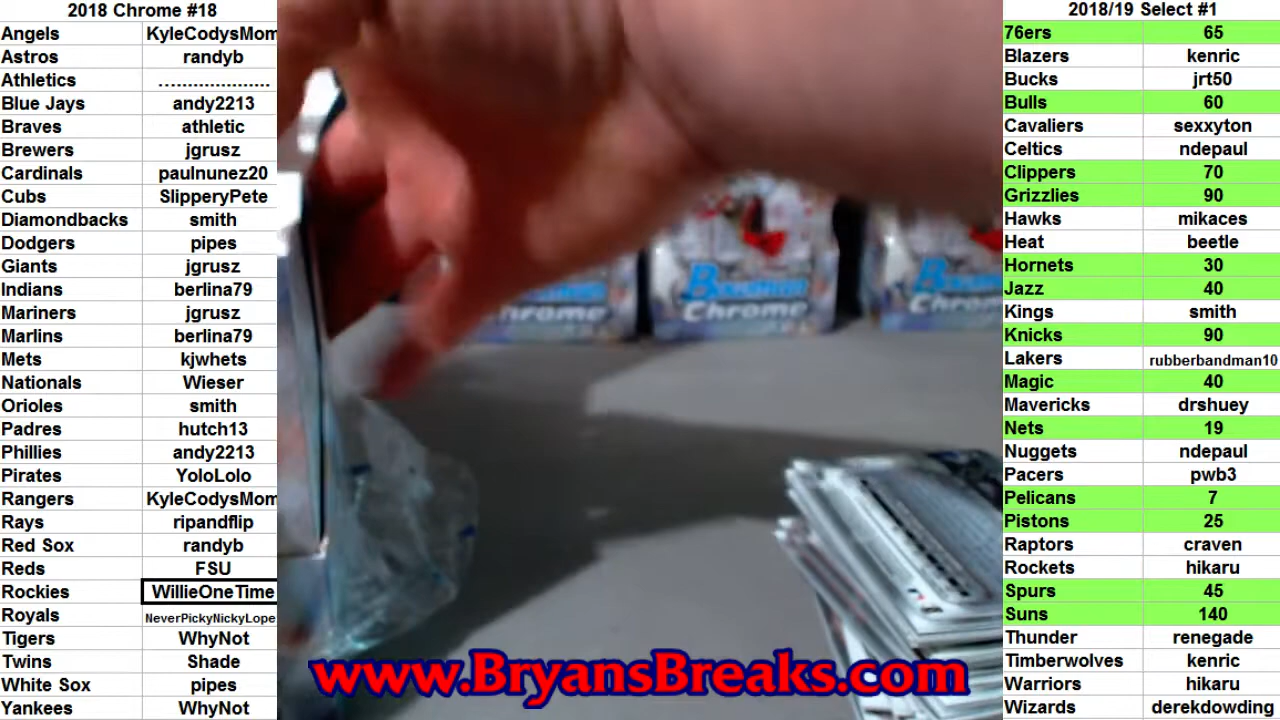 2018 Chrome #18
Angels KyleCodysMom
Astros randyb
Athletics ....................
Blue Jays andy2213
Braves athletic
Brewers jgrusz
Cardinals paulnunez20
Cubs SlipperyPete
Diamondbacks smith
Dodgers pipes
Giants jgrusz
Indians berlina79
Mariners jgrusz
Marlins berlina79
Mets kjwhets
Nationals Wieser
Orioles smith
Padres hutch13
Phillies andy2213
Pirates YoloLolo
Rangers KyleCodysMom
Rays ripandflip
Red Sox randyb
Reds FSU
Rockies WillieOneTime
Royals NeverPickyNickyLope
Tigers WhyNot
Twins Shade
White Sox pipes
Yankees WhyNot
Chrome
Bowman
Chrome
Bowman
Chrome
www.BryansBreaks.com
2018/19 Select #1
76ers 65
Blazers kenric
Bucks jrt50
Bulls 60
Cavaliers sexxyton
Celtics ndepaul
Clippers 70
Grizzlies 90
Hawks mikaces
Heat beetle
Hornets 30
Jazz 40
Kings smith
Knicks 90
Lakers rubberbandman10
Magic 40
Mavericks drshuey
Nets 19
Nuggets ndepaul
Pacers pwb3
Pelicans 7
Pistons 25
Raptors craven
Rockets hikaru
Spurs 45
Suns 140
Thunder renegade
Timberwolves kenric
Warriors hikaru
Wizards derekdowding